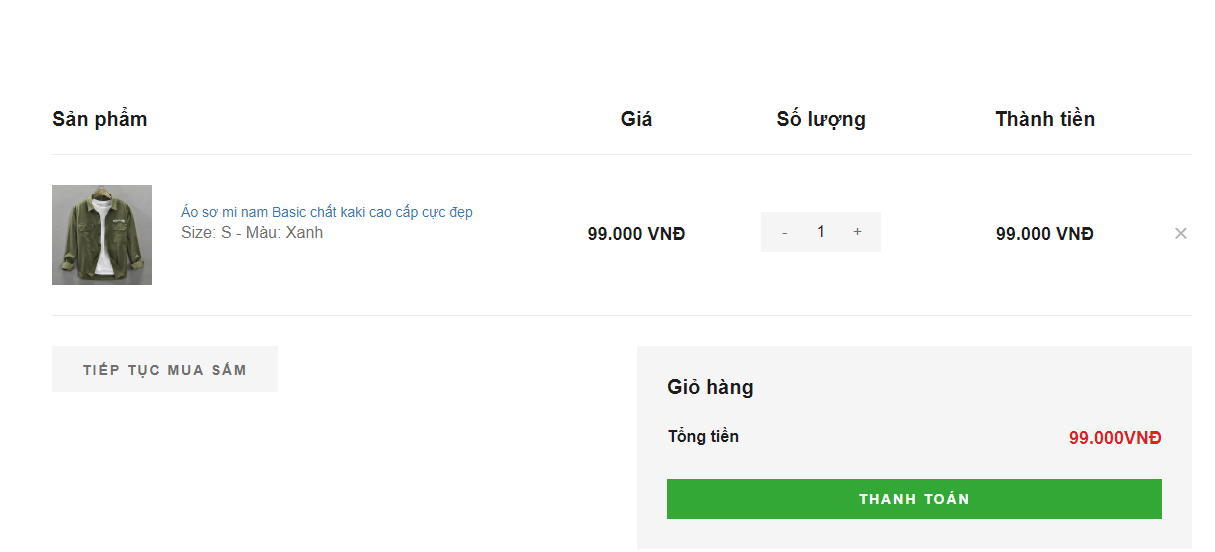 Sản phẩm Giá Số lượng Thành tiền
Áo sơ mi nam Basic chất kaki cao cấp cực đẹp
Size: S - Màu: Xanh
99.000 VNĐ - 1 + 99.000 VNĐ ×
TIẾP TỤC MUA SẮM
Giỏ hàng
Tổng tiền 99.000VNĐ
THANH TOÁN